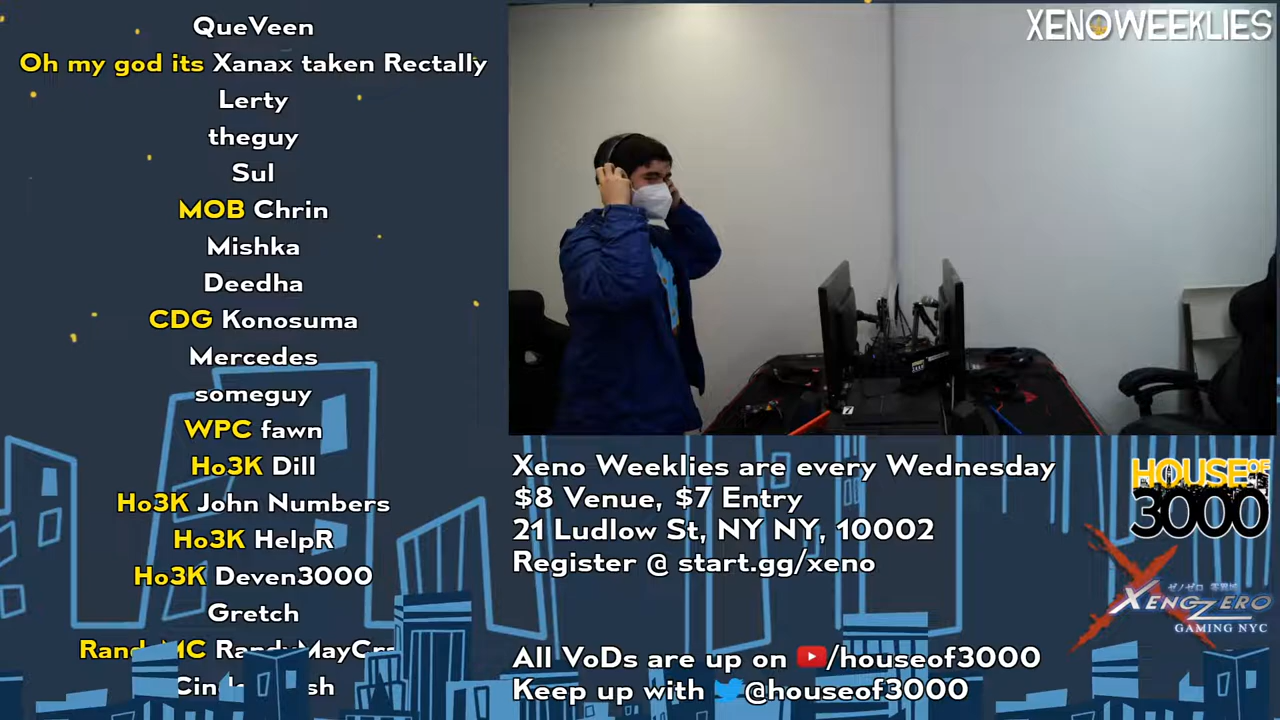 QueVeen
Oh my god its Xanax taken Rectally
Lerty
theguy
Sul
MOB Chrin
Mishka
Deedha
CDG Konosuma
Mercedes
someguy
WPC fawn
Ho3K Dill
Ho3K John Numbers
Ho3K HelpR
Ho3K Deven3000
Gretch
XENOWEEKLIES
Xeno Weeklies are every Wednesday
$8 Venue, $7 Entry
21 Ludlow St, NY NY, 10002
Register @ start.gg/xeno
HOUSE OF
3000
XENOZERO
GAMING NYC
All VoDs are up on /houseof3000
Keep up with @houseof3000